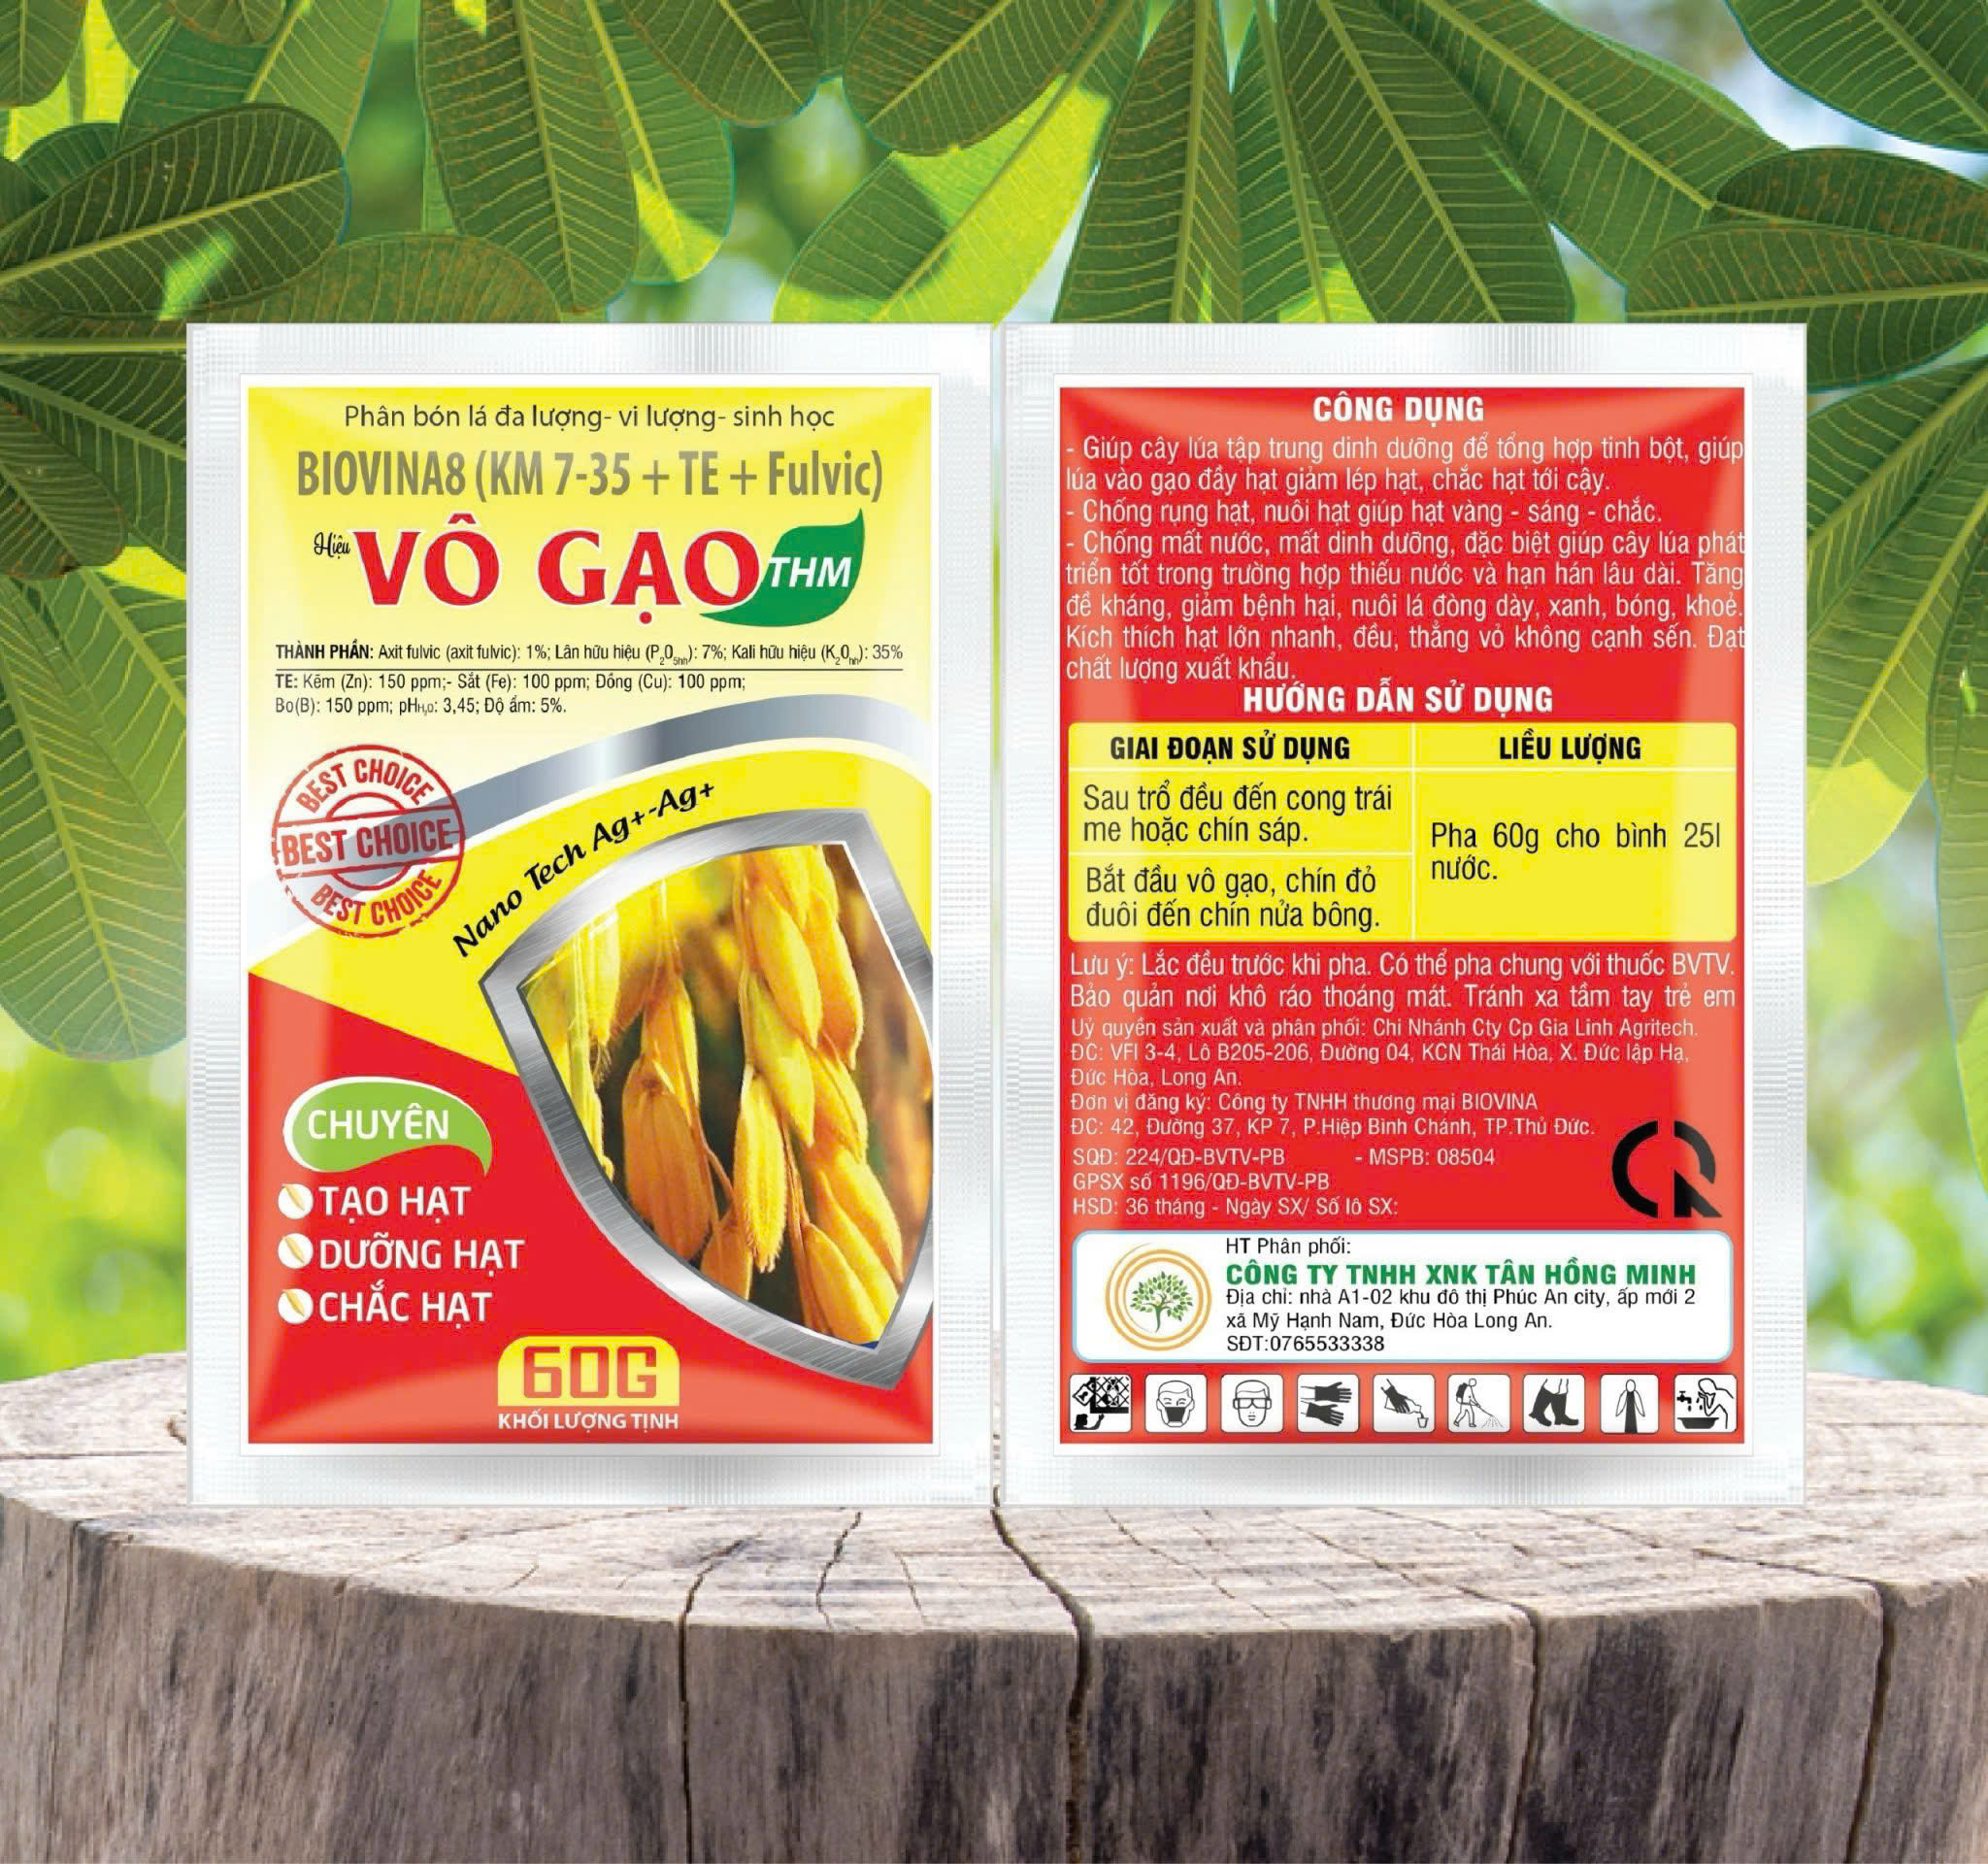 Phân bón lá đa lượng- vi lượng- sinh học
BIOVINA8 (KM 7-35 + TE + Fulvic)
Hiệu VÔ GẠO THM
THÀNH PHẦN: Axit fulvic (axit fulvic): 1%; Lân hữu hiệu (P2O5hh): 7%; Kali hữu hiệu (K2Ohh): 35%
TE: Kẽm (Zn): 150 ppm;- Sắt (Fe): 100 ppm; Đồng (Cu): 100 ppm;
Bo(B): 150 ppm; pHH2O: 3,45; Độ ẩm: 5%.
BEST CHOICE
BEST CHOICE
BEST CHOICE
Nano Tech Ag+-Ag+
CHUYÊN
TẠO HẠT
DƯỠNG HẠT
CHẮC HẠT
60G
KHỐI LƯỢNG TỊNH
CÔNG DỤNG
- Giúp cây lúa tập trung dinh dưỡng để tổng hợp tinh bột, giúp
lúa vào gạo đầy hạt giảm lép hạt, chắc hạt tới cậy.
- Chống rụng hạt, nuôi hạt giúp hạt vàng - sáng - chắc.
- Chống mất nước, mất dinh dưỡng, đặc biệt giúp cây lúa phát
triển tốt trong trường hợp thiếu nước và hạn hán lâu dài. Tăng
đề kháng, giảm bệnh hại, nuôi lá đòng dày, xanh, bóng, khoẻ.
Kích thích hạt lớn nhanh, đều, thẳng vỏ không cạnh sến. Đạt
chất lượng xuất khẩu.
HƯỚNG DẪN SỬ DỤNG
GIAI ĐOẠN SỬ DỤNG
LIỀU LƯỢNG
Sau trổ đều đến cong trái
me hoặc chín sáp.
Bắt đầu vô gạo, chín đỏ
đuôi đến chín nửa bông.
Pha 60g cho bình 25l
nước.
Lưu ý: Lắc đều trước khi pha. Có thể pha chung với thuốc BVTV.
Bảo quản nơi khô ráo thoáng mát. Tránh xa tầm tay trẻ em
Uỷ quyền sản xuất và phân phối: Chi Nhánh Cty Cp Gia Linh Agritech.
ĐC: VFI 3-4, Lô B205-206, Đường 04, KCN Thái Hòa, X. Đức lập Hạ,
Đức Hòa, Long An.
Đơn vị đăng ký: Công ty TNHH thương mại BIOVINA
ĐC: 42, Đường 37, KP 7, P.Hiệp Bình Chánh, TP.Thủ Đức.
SQĐ: 224/QĐ-BVTV-PB - MSPB: 08504
GPSX số 1196/QĐ-BVTV-PB
HSD: 36 tháng - Ngày SX/ Số lô SX:
HT Phân phối:
CÔNG TY TNHH XNK TÂN HỒNG MINH
Địa chỉ: nhà A1-02 khu đô thị Phúc An city, ấp mới 2
xã Mỹ Hạnh Nam, Đức Hòa Long An.
SĐT:0765533338